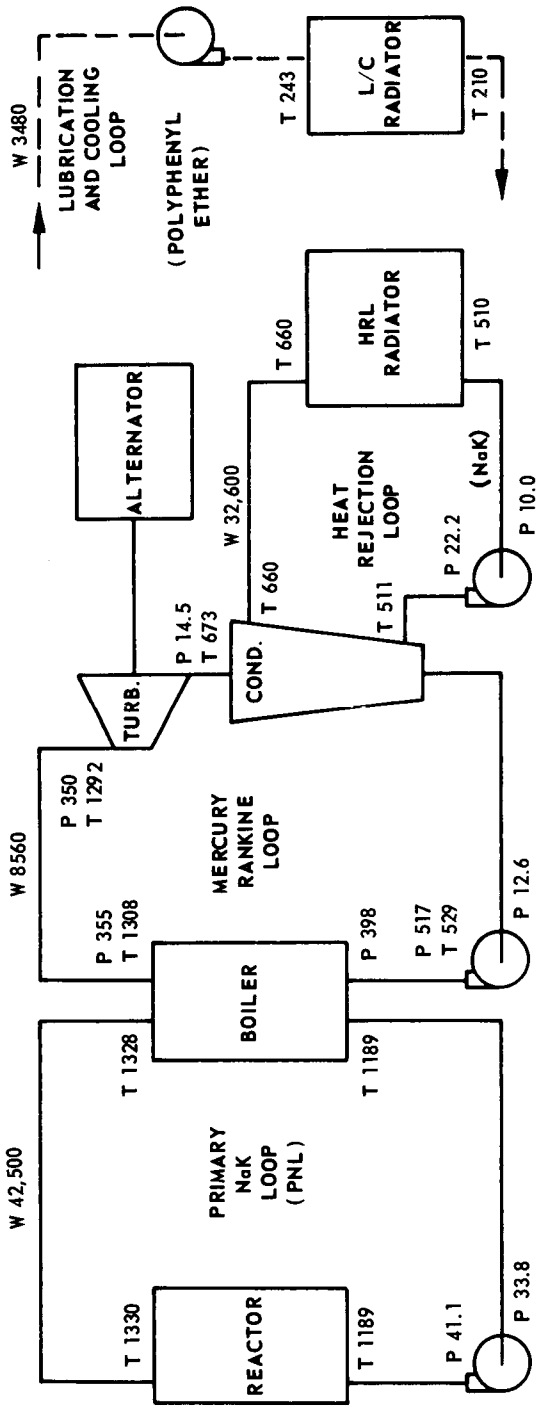 W 42,500
T 1330
REACTOR
T 1189
P 41.1
P 33.8
PRIMARY
NaK
LOOP
(PNL)
T 1328
BOILER
T 1189
W 8560
P 355
T 1308
P 398
P 517
T 529
P 12.6
MERCURY
RANKINE
LOOP
P 350
T 1292
TURB.
ALTERNATOR
P 14.5
T 673
COND.
T 660
T 511
W 32,600
HEAT
REJECTION
LOOP
P 22.2
P 10.0
(NaK)
T 660
HRL
RADIATOR
T 510
W 3480
LUBRICATION
AND COOLING
LOOP
(POLYPHENYL
ETHER)
T 243
L/C
RADIATOR
T 210